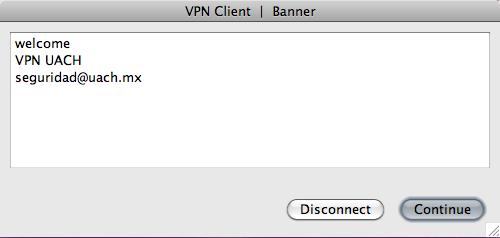 VPN Client | Banner
welcome
VPN UACH
seguridad@uach.mx
Disconnect Continue